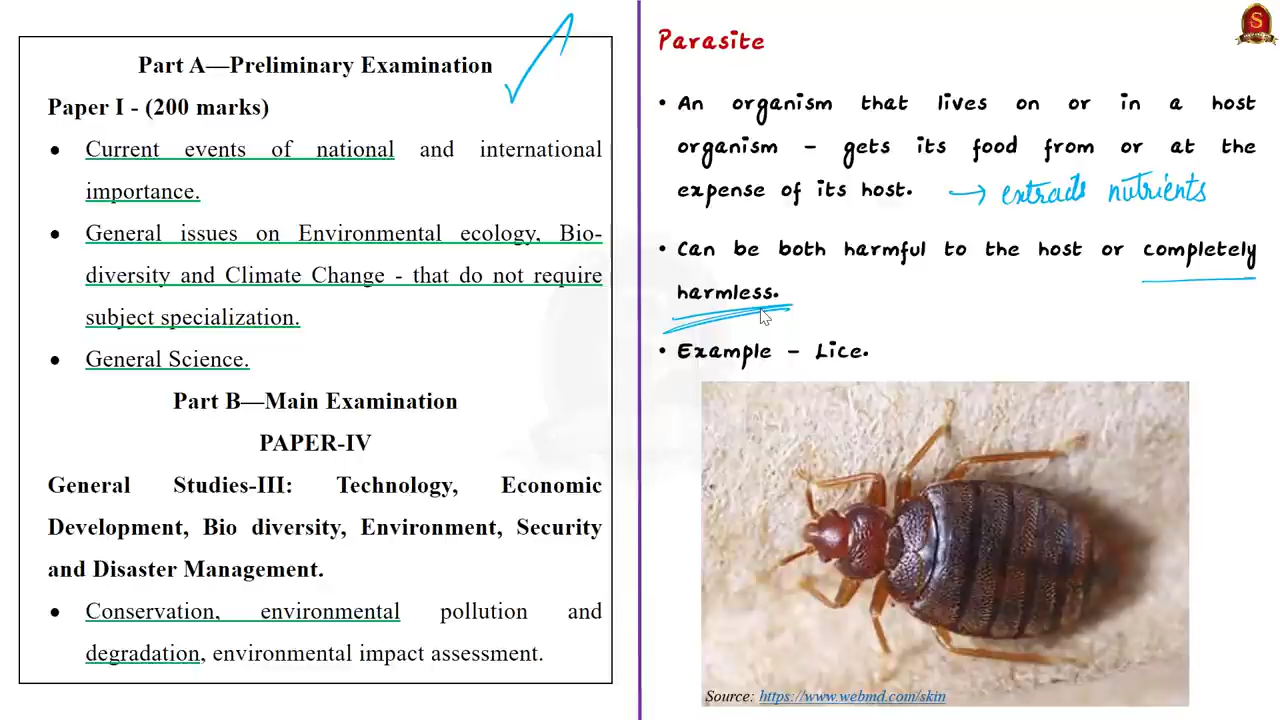 Part A—Preliminary Examination
Paper I - (200 marks)
● Current events of national and international
importance.
● General issues on Environmental ecology, Bio-
diversity and Climate Change - that do not require
subject specialization.
● General Science.
Part B—Main Examination
PAPER-IV
General Studies-III: Technology, Economic
Development, Bio diversity, Environment, Security
and Disaster Management.
● Conservation, environmental pollution and
degradation, environmental impact assessment.
S
Parasite
• An organism that lives on or in a host
organism – gets its food from or at the
expense of its host. → extracts nutrients
• Can be both harmful to the host or completely
harmless.
• Example – Lice.
Source: https://www.webmd.com/skin